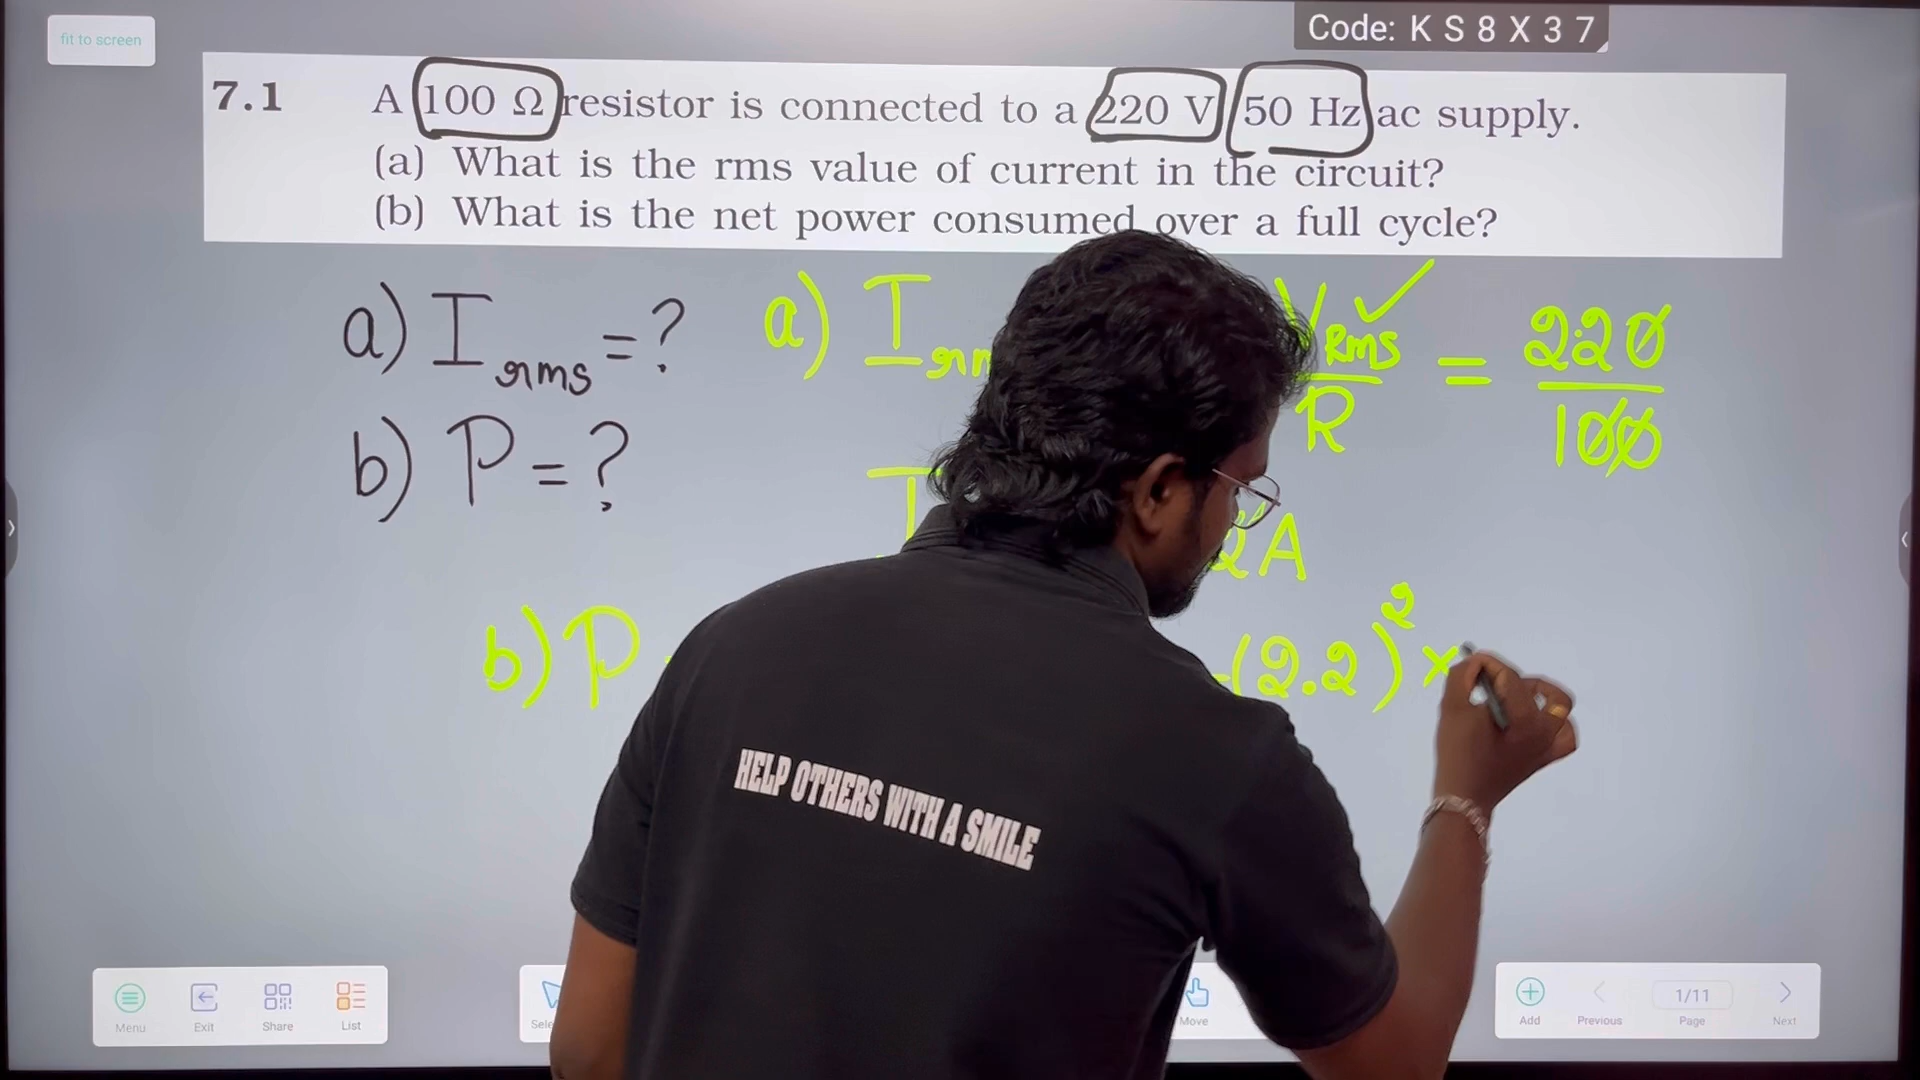 fit to screen
Code: K S 8 X 3 7
7.1 A 100 Ω resistor is connected to a 220 V, 50 Hz ac supply.
(a) What is the rms value of current in the circuit?
(b) What is the net power consumed over a full cycle?
a) I rms = ?
b) P = ?
a) I rm
V Rms
R
= 220
100
I
2A
b) P
= (2.2)² ×
HELP OTHERS WITH A SMILE
Menu Exit Share List
Sele
Move
Add Previous 1/11 Page Next